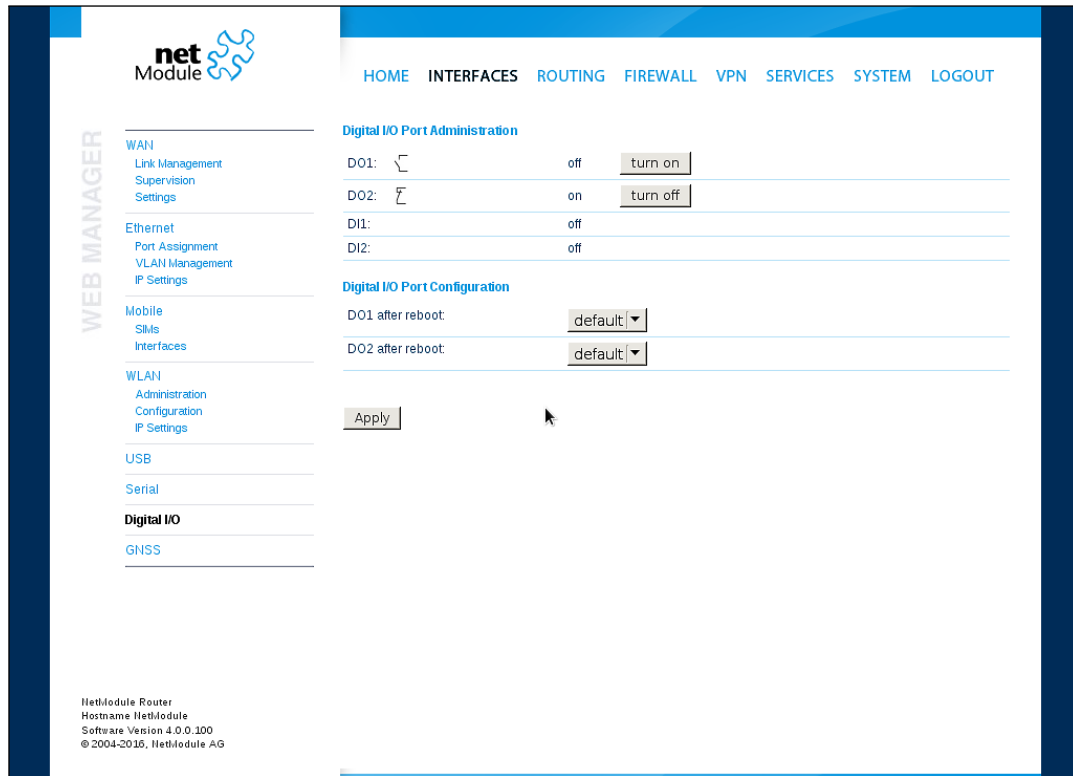 net
Module
HOME INTERFACES ROUTING FIREWALL VPN SERVICES SYSTEM LOGOUT
WEB MANAGER
WAN
Link Management
Supervision
Settings
Ethernet
Port Assignment
VLAN Management
IP Settings
Mobile
SIMs
Interfaces
WLAN
Administration
Configuration
IP Settings
USB
Serial
Digital I/O
GNSS
Digital I/O Port Administration
DO1: off turn on
DO2: on turn off
DI1: off
DI2: off
Digital I/O Port Configuration
DO1 after reboot: default
DO2 after reboot: default
Apply
NetModule Router
Hostname NetModule
Software Version 4.0.0.100
© 2004-2016, NetModule AG